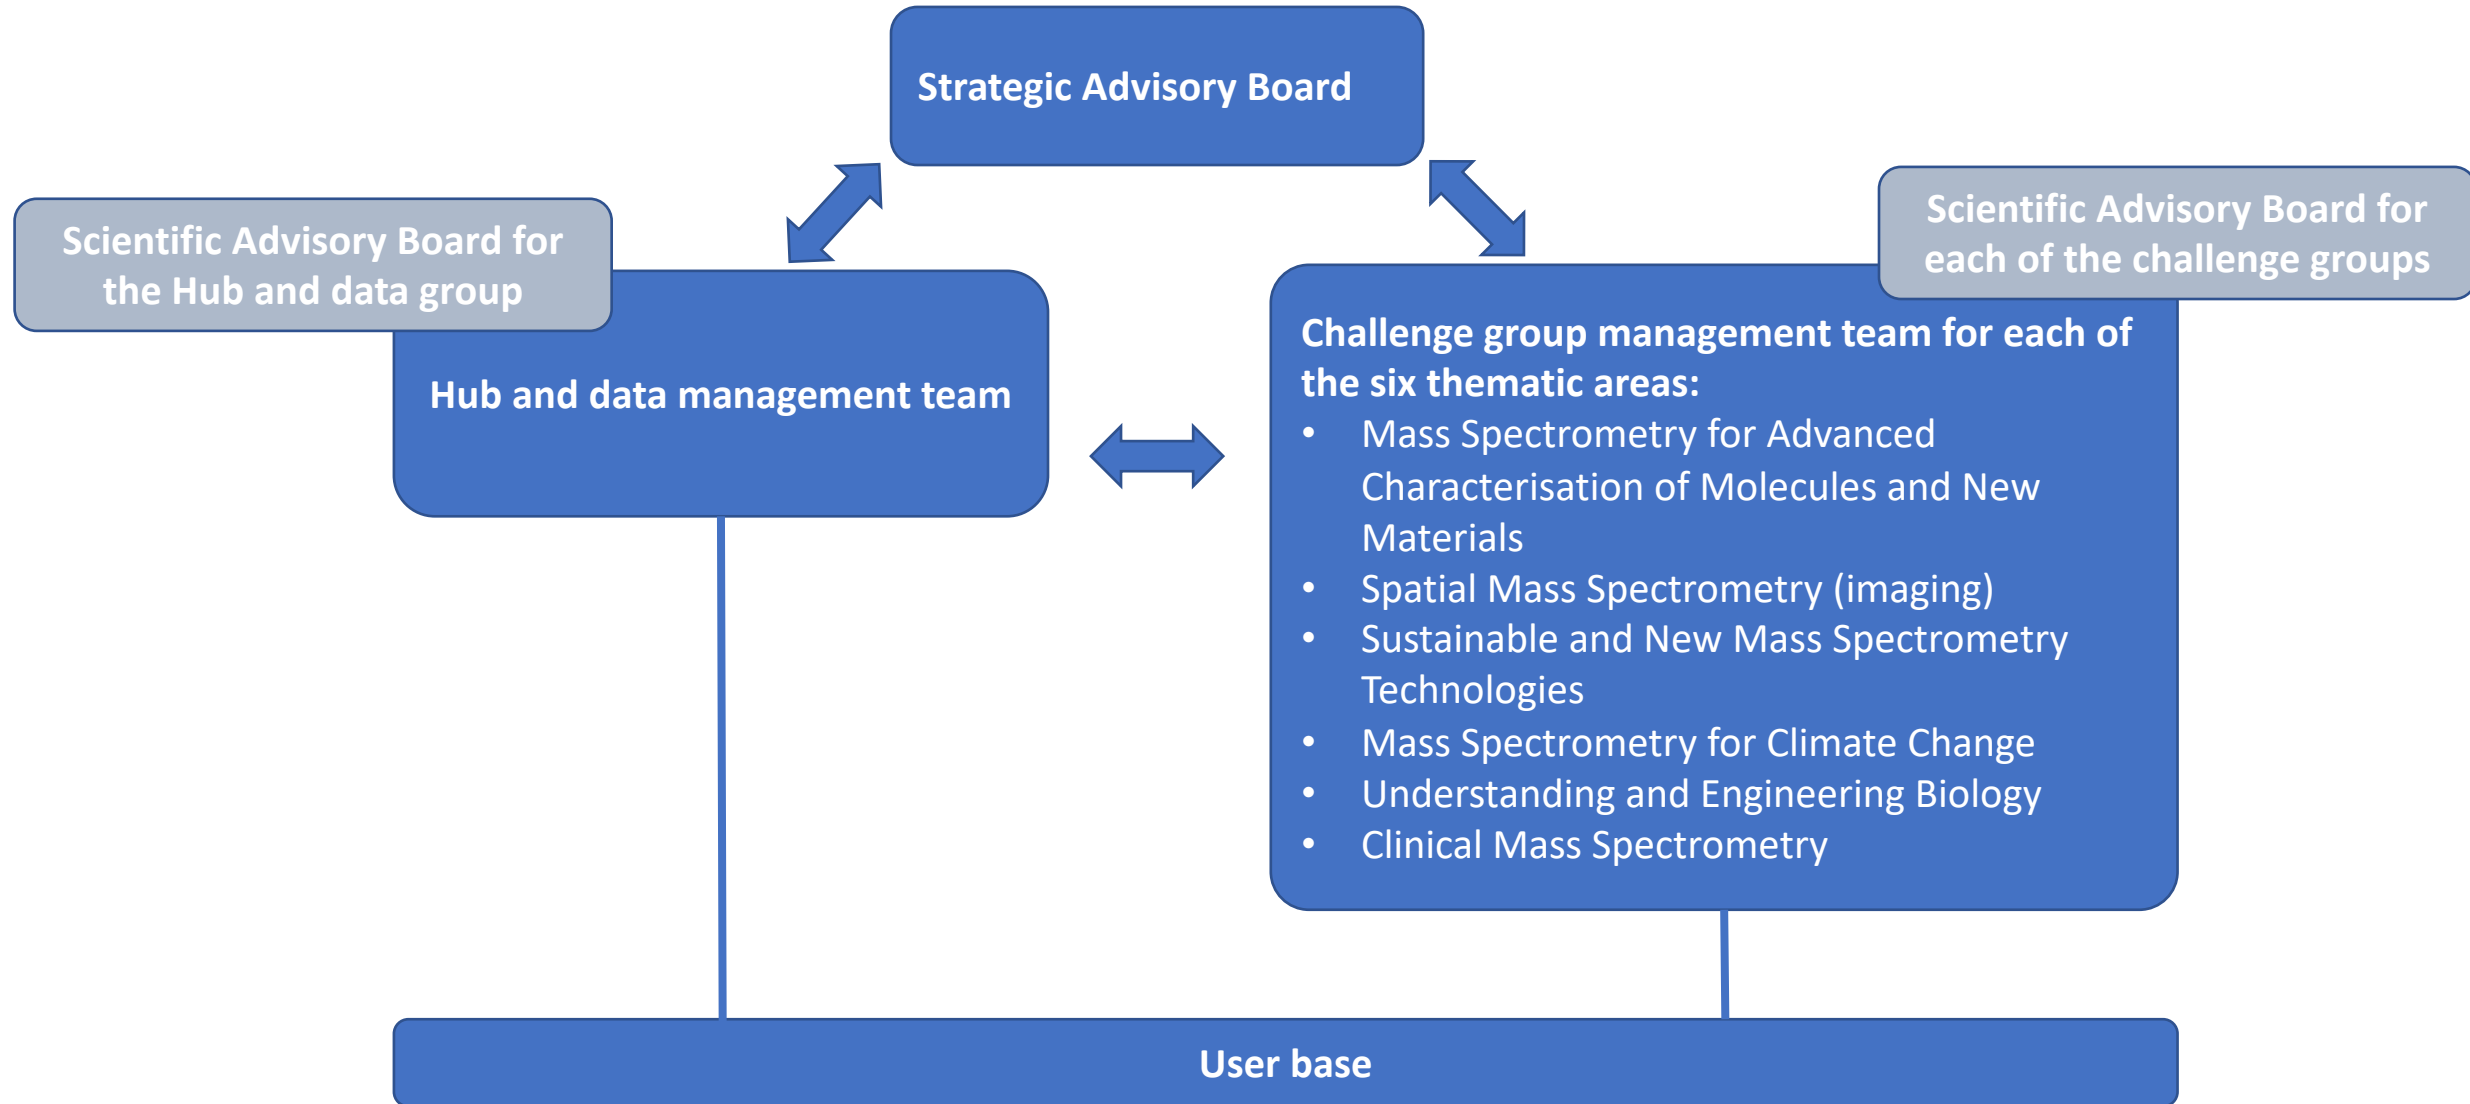 Strategic Advisory Board
Scientific Advisory Board for
the Hub and data group
Scientific Advisory Board for
each of the challenge groups
Hub and data management team
Challenge group management team for each of
the six thematic areas:
• Mass Spectrometry for Advanced
Characterisation of Molecules and New
Materials
• Spatial Mass Spectrometry (imaging)
• Sustainable and New Mass Spectrometry
Technologies
• Mass Spectrometry for Climate Change
• Understanding and Engineering Biology
• Clinical Mass Spectrometry
User base